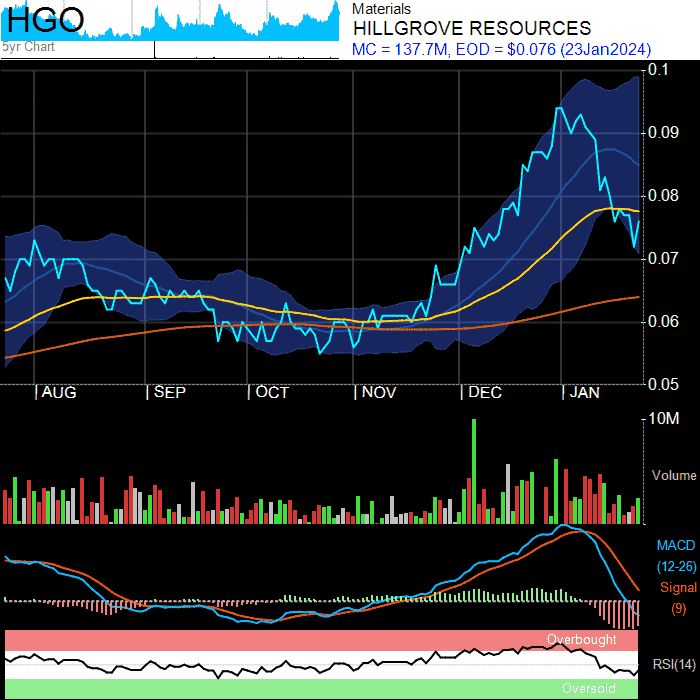 HGO
5yr Chart
Materials
HILLGROVE RESOURCES
MC = 137.7M, EOD = $0.076 (23Jan2024)
0.1
0.09
0.08
0.07
0.06
0.05
AUG SEP OCT NOV DEC JAN
10M
Volume
MACD
(12-26)
Signal
(9)
Overbought
RSI(14)
Oversold